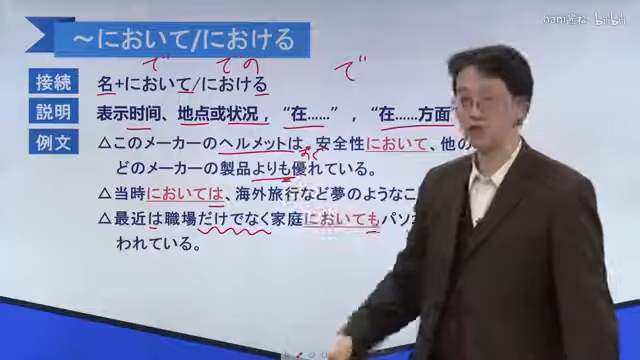 ～において/における
で での で
接続 名+において/における
説明 表示时间、地点或状况，“在……”，“在……方面”
例文 △このメーカーのヘルメットは、安全性において、他の
どのメーカーの製品よりも優れている。
△当時においては、海外旅行など夢のようなこ
△最近は職場だけでなく家庭においてもパソ
われている。
bilibili